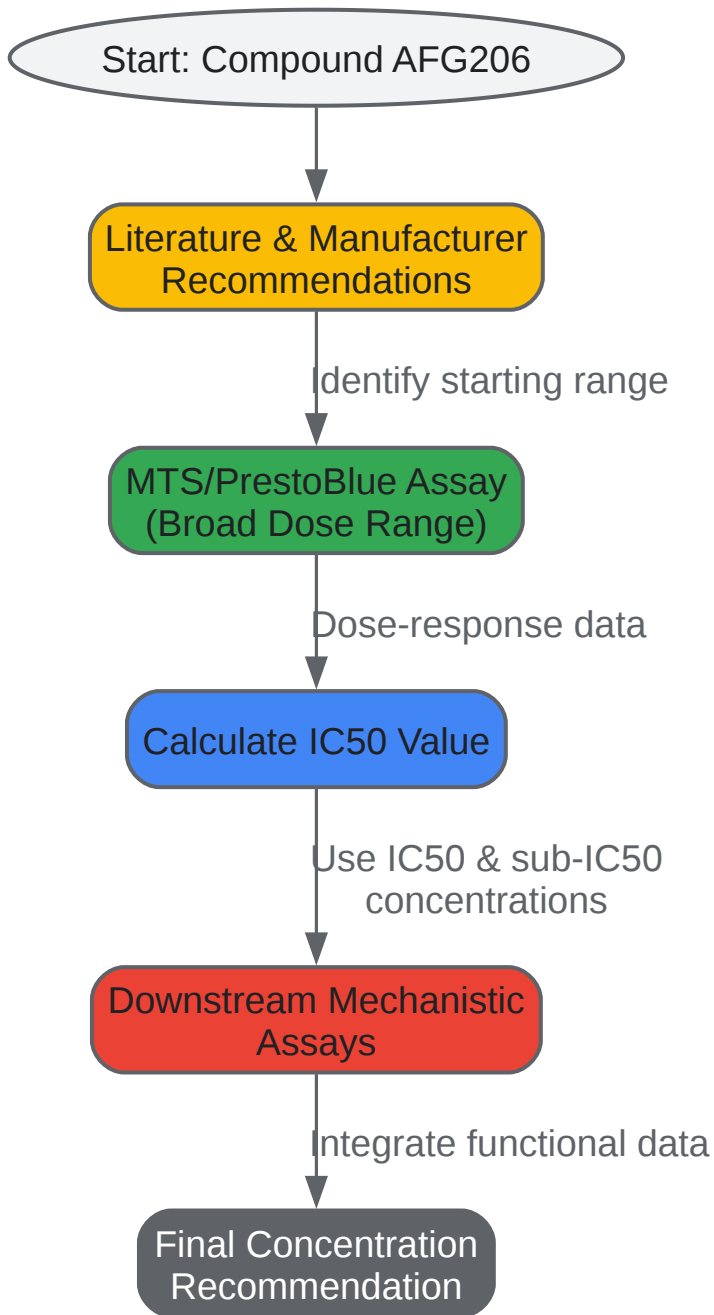 Start: Compound AFG206
Literature & Manufacturer
Recommendations
Identify starting range
MTS/PrestoBlue Assay
(Broad Dose Range)
Dose-response data
Calculate IC50 Value
Use IC50 & sub-IC50
concentrations
Downstream Mechanistic
Assays
Integrate functional data
Final Concentration
Recommendation